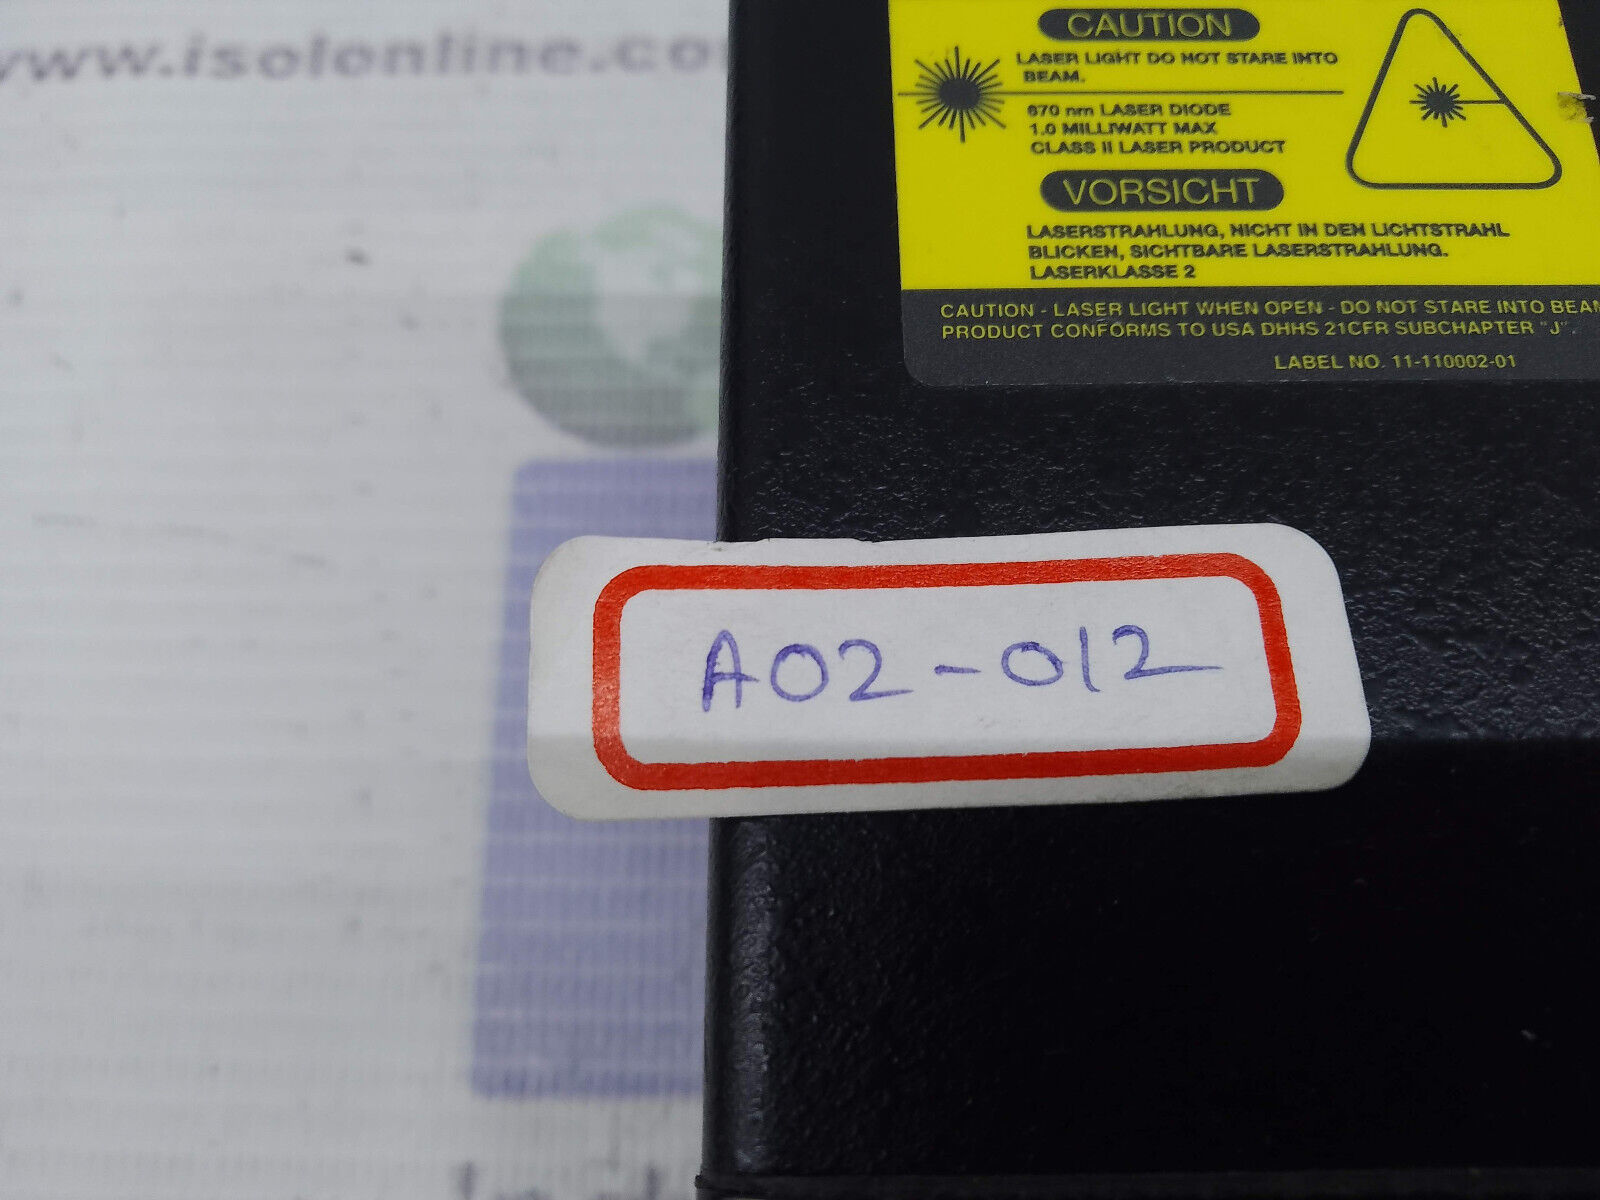 www.isolonline.co
CAUTION
LASER LIGHT DO NOT STARE INTO
BEAM.
670 nm LASER DIODE
1.0 MILLIWATT MAX
CLASS II LASER PRODUCT
VORSICHT
LASERSTRAHLUNG, NICHT IN DEM LICHTSTRAHL
BLICKEN, SICHTBARE LASERSTRAHLUNG.
LASERKLASSE 2
CAUTION - LASER LIGHT WHEN OPEN - DO NOT STARE INTO BEAM
PRODUCT CONFORMS TO USA DHHS 21CFR SUBCHAPTER "J".
LABEL NO. 11-110002-01
A02-012